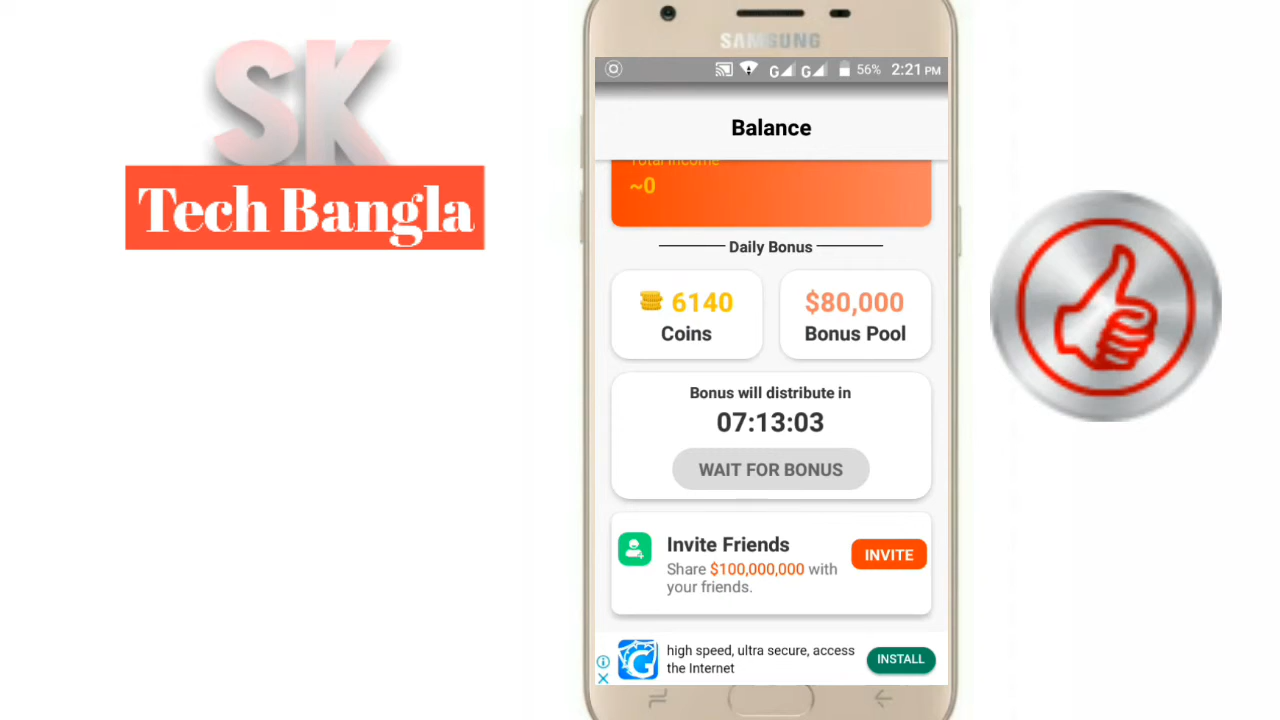 SK
Tech Bangla
SAMSUNG
56% 2:21 PM
Balance
Total Income
~0
Daily Bonus
6140
Coins
$80,000
Bonus Pool
Bonus will distribute in
07:13:03
WAIT FOR BONUS
Invite Friends
Share $100,000,000 with
your friends.
INVITE
high speed, ultra secure, access
the Internet
INSTALL